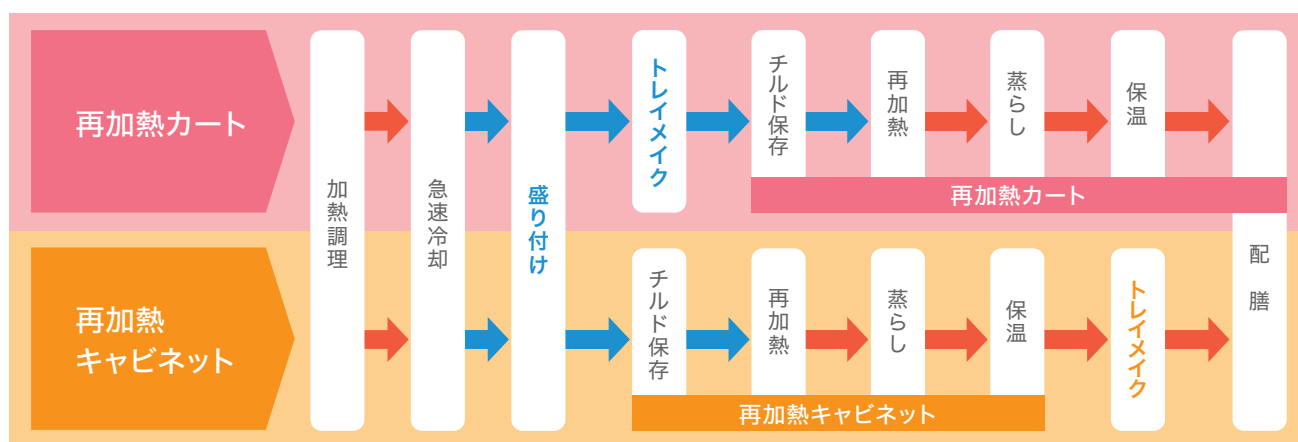 再加熱カート
加熱調理
急速冷却
盛り付け
トレイメイク
チルド保存
再加熱
蒸らし
保温
再加熱カート
配膳
再加熱
キャビネット
チルド保存
再加熱
蒸らし
保温
トレイメイク
再加熱キャビネット